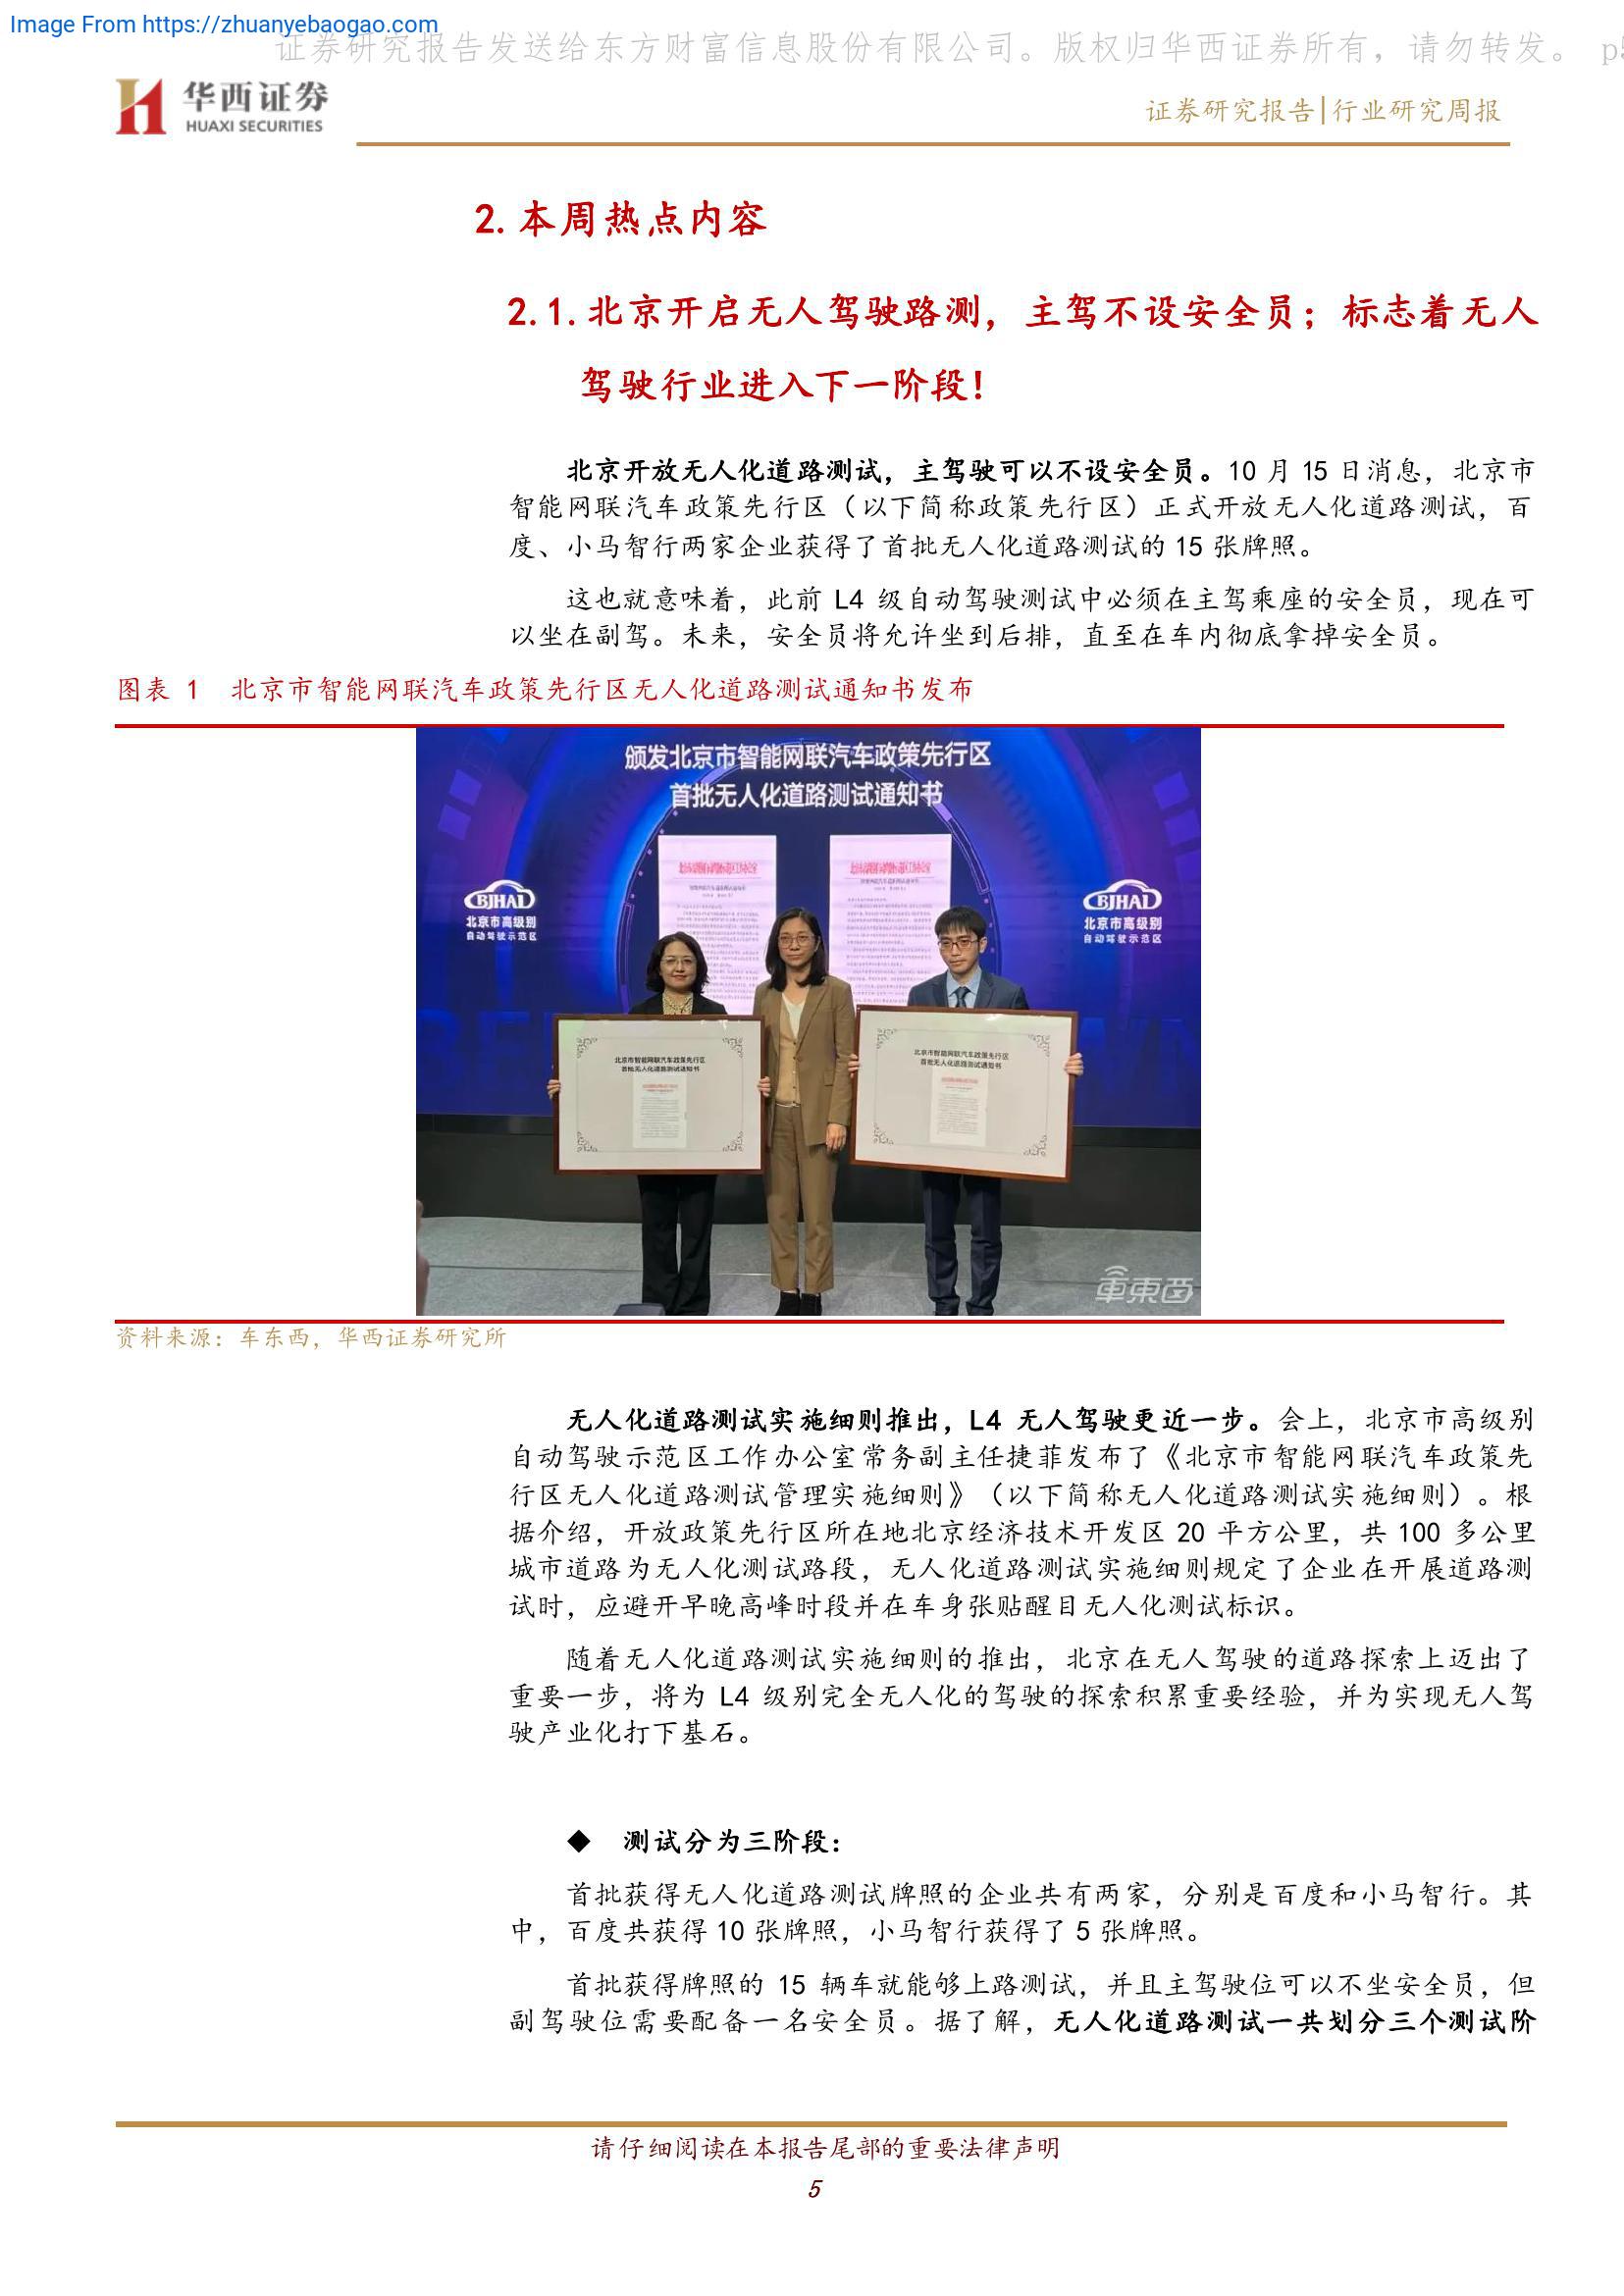 Image From https://zhuanyebaogao.com
证券研究报告发送给东方财富信息股份有限公司。版权归华西证券所有，请勿转发。 p5
华西证券
HUAXI SECURITIES
证券研究报告|行业研究周报
2. 本周热点内容
2.1. 北京开启无人驾驶路测，主驾不设安全员；标志着无人
驾驶行业进入下一阶段！
北京开放无人化道路测试，主驾驶可以不设安全员。10 月 15 日消息，北京市
智能网联汽车政策先行区（以下简称政策先行区）正式开放无人化道路测试，百
度、小马智行两家企业获得了首批无人化道路测试的 15 张牌照。
这也就意味着，此前 L4 级自动驾驶测试中必须在主驾乘座的安全员，现在可
以坐在副驾。未来，安全员将允许坐到后排，直至在车内彻底拿掉安全员。
图表 1 北京市智能网联汽车政策先行区无人化道路测试通知书发布
颁发北京市智能网联汽车政策先行区
首批无人化道路测试通知书
BJHAD
北京市高级别
自动驾驶示范区
BJHAD
北京市高级别
自动驾驶示范区
北京市智能网联汽车政策先行区
首批无人化道路测试通知书
北京市智能网联汽车政策先行区
首批无人化道路测试通知书
車東西
资料来源：车东西，华西证券研究所
无人化道路测试实施细则推出，L4 无人驾驶更近一步。会上，北京市高级别
自动驾驶示范区工作办公室常务副主任捷菲发布了《北京市智能网联汽车政策先
行区无人化道路测试管理实施细则》（以下简称无人化道路测试实施细则）。根
据介绍，开放政策先行区所在地北京经济技术开发区 20 平方公里，共 100 多公里
城市道路为无人化测试路段，无人化道路测试实施细则规定了企业在开展道路测
试时，应避开早晚高峰时段并在车身张贴醒目无人化测试标识。
随着无人化道路测试实施细则的推出，北京在无人驾驶的道路探索上迈出了
重要一步，将为 L4 级别完全无人化的驾驶的探索积累重要经验，并为实现无人驾
驶产业化打下基石。
◆ 测试分为三阶段：
首批获得无人化道路测试牌照的企业共有两家，分别是百度和小马智行。其
中，百度共获得 10 张牌照，小马智行获得了 5 张牌照。
首批获得牌照的 15 辆车就能够上路测试，并且主驾驶位可以不坐安全员，但
副驾驶位需要配备一名安全员。据了解，无人化道路测试一共划分三个测试阶
请仔细阅读在本报告尾部的重要法律声明
5